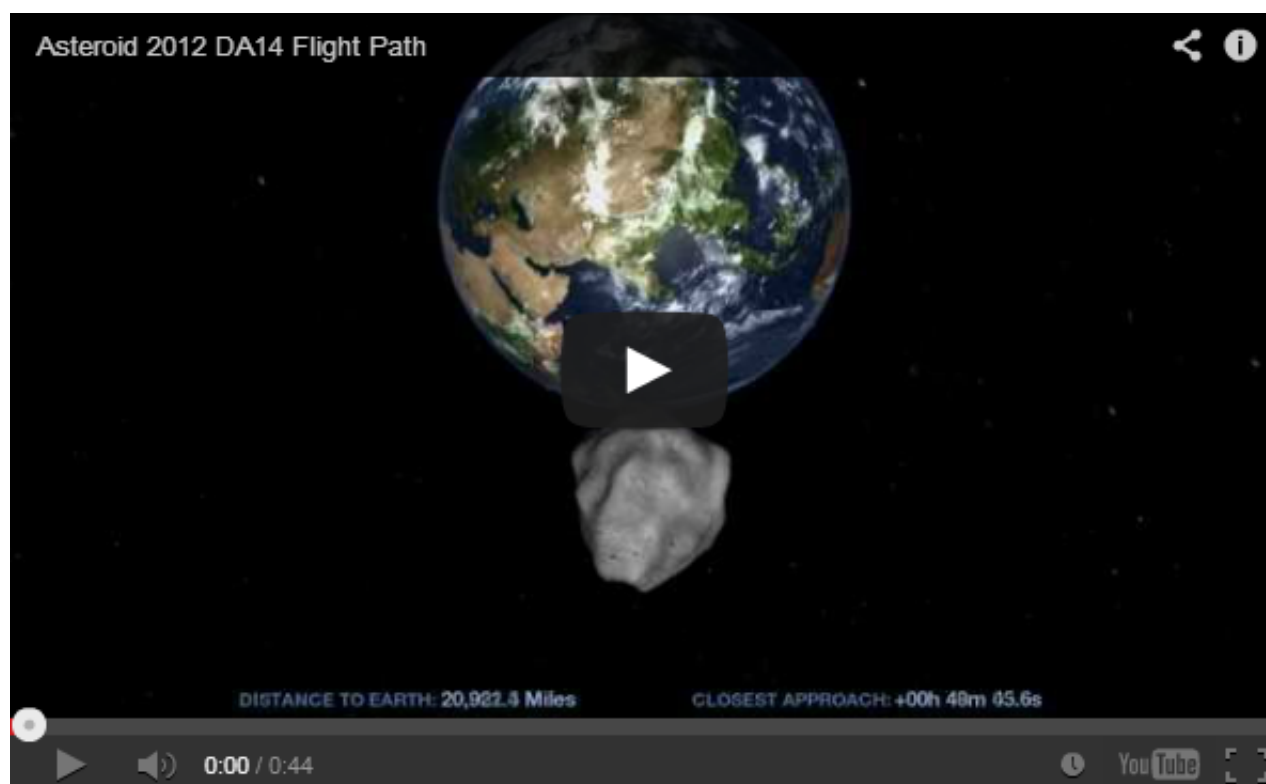 Asteroid 2012 DA14 Flight Path
DISTANCE TO EARTH: 20,922.4 Miles CLOSEST APPROACH: +00h 48m 45.6s
0:00 / 0:44 YouTube